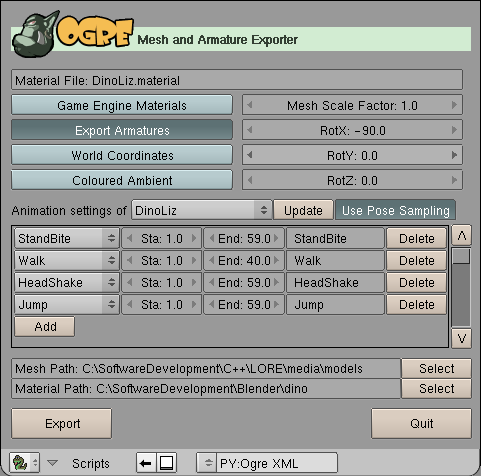 OGRE Mesh and Armature Exporter
Material File: DinoLiz.material
Game Engine Materials Mesh Scale Factor: 1.0
Export Armatures RotX: -90.0
World Coordinates RotY: 0.0
Coloured Ambient RotZ: 0.0
Animation settings of DinoLiz Update Use Pose Sampling
StandBite Sta: 1.0 End: 59.0 StandBite Delete
Walk Sta: 1.0 End: 40.0 Walk Delete
HeadShake Sta: 1.0 End: 59.0 HeadShake Delete
Jump Sta: 1.0 End: 59.0 Jump Delete
Add
Mesh Path: C:\SoftwareDevelopment\C++\LORE\media\models Select
Material Path: C:\SoftwareDevelopment\Blender\dino Select
Export Quit
Scripts PY:Ogre XML